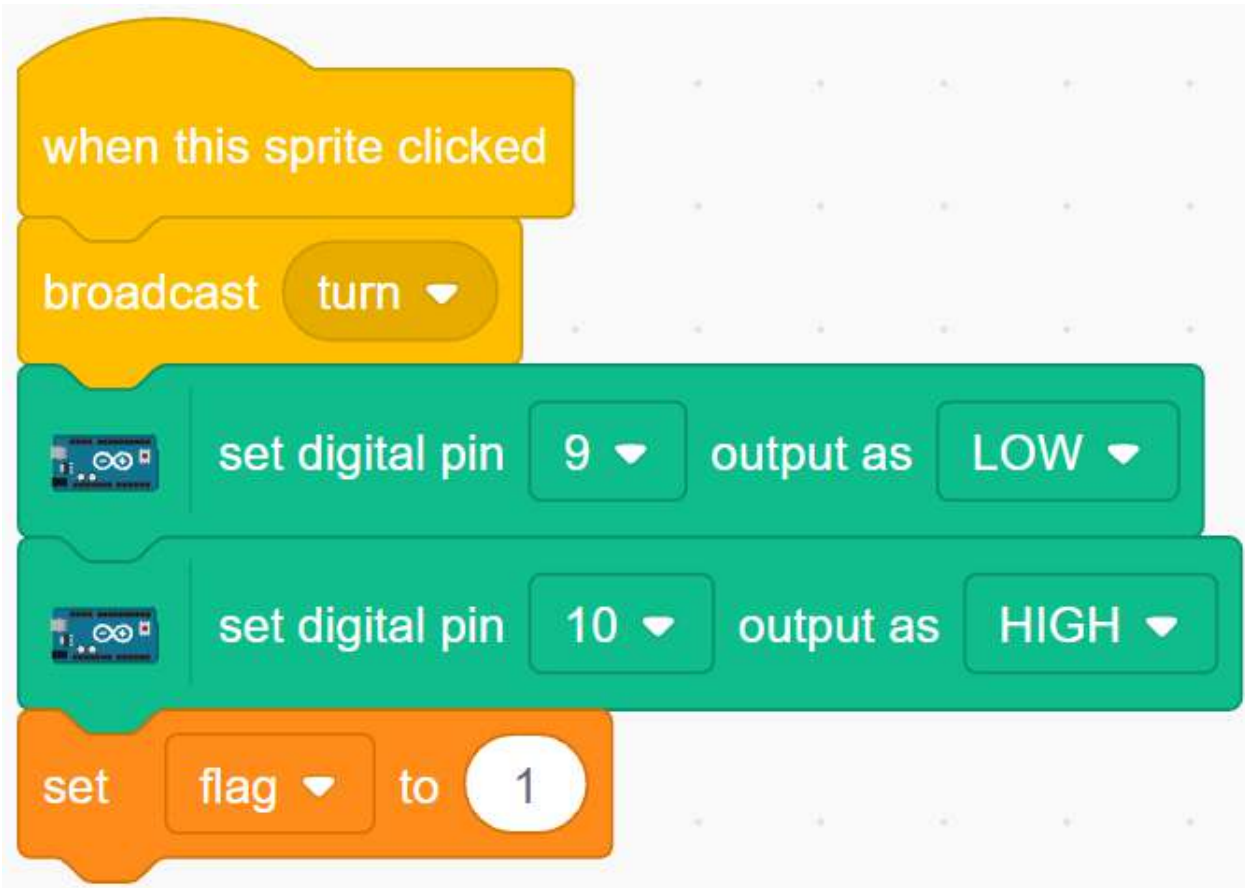 when this sprite clicked
broadcast turn
set digital pin 9 output as LOW
set digital pin 10 output as HIGH
set flag to 1